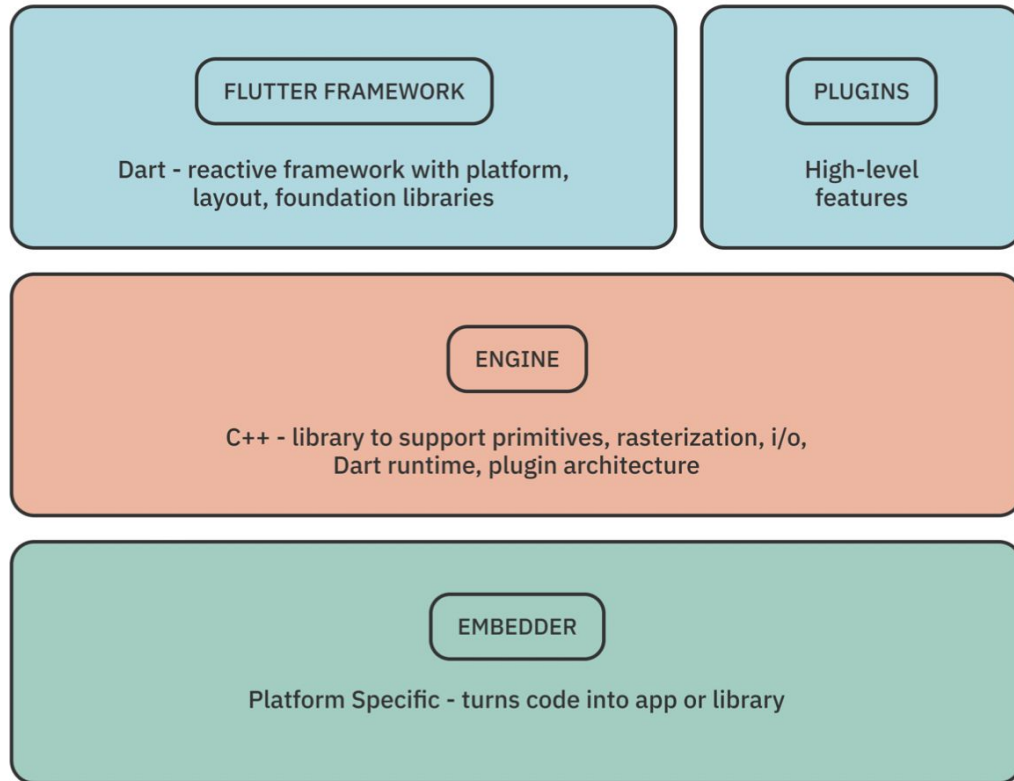 FLUTTER FRAMEWORK
Dart - reactive framework with platform,
layout, foundation libraries
PLUGINS
High-level
features
ENGINE
C++ - library to support primitives, rasterization, i/o,
Dart runtime, plugin architecture
EMBEDDER
Platform Specific - turns code into app or library